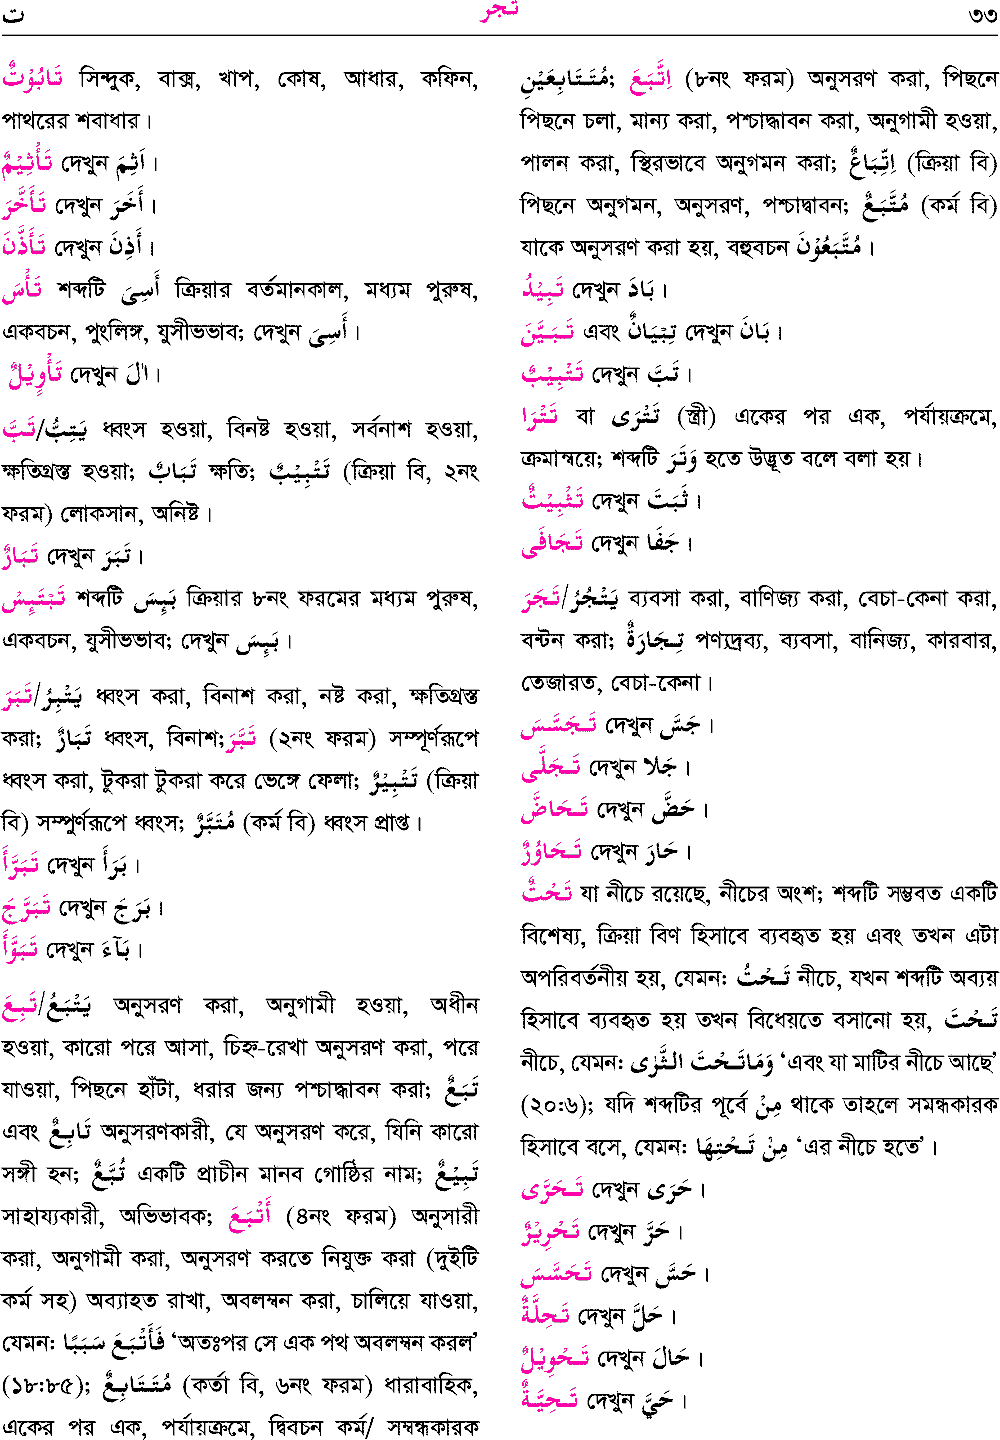 ت تَجَرَ ৩৩
تَابُوْتٌ সিন্দুক, বাক্স, খাপ, কোষ, আধার, কফিন,
পাথরের শবাধার।
تَأْثِيْمٌ দেখুন اَثِمَ ।
تَأَخَّرَ দেখুন أَخَرَ ।
تَأَذَّنَ দেখুন أَذِنَ ।
تَأْسَ শব্দটি أَسِىَ ক্রিয়ার বর্তমানকাল, মধ্যম পুরুষ,
একবচন, পুংলিঙ্গ, যুসীভভাব; দেখুন أَسِىَ ।
تَأْوِيْلٌ দেখুন اٰلَ ।
تَبَّ/يَتِبُّ ধ্বংস হওয়া, বিনষ্ট হওয়া, সর্বনাশ হওয়া,
ক্ষতিগ্রস্ত হওয়া; تَبَابٌ ক্ষতি; تَتْبِيْبٌ (ক্রিয়া বি, ২নং
ফরম) লোকসান, অনিষ্ট।
تَبَارٌ দেখুন تَبَرَ ।
تَبْتَئِسْ শব্দটি بَئِسَ ক্রিয়ার ৮নং ফরমের মধ্যম পুরুষ,
একবচন, যুসীভভাব; দেখুন بَئِسَ ।
تَبَرَ/يَتْبِرُ ধ্বংস করা, বিনাশ করা, নষ্ট করা, ক্ষতিগ্রস্ত
করা; تَبَارٌ ধ্বংস, বিনাশ; تَبَّرَ (২নং ফরম) সম্পূর্ণরূপে
ধ্বংস করা, টুকরা টুকরা করে ভেঙ্গে ফেলা; تَتْبِيْرٌ (ক্রিয়া
বি) সম্পুর্ণরূপে ধ্বংস; مُتَبَّرٌ (কর্ম বি) ধ্বংস প্রাপ্ত।
تَبَرَّأَ দেখুন بَرَأَ ।
تَبَرَّجَ দেখুন بَرَجَ ।
تَبَوَّأَ দেখুন بَآءَ ।
تَبِعَ/يَتْبَعُ অনুসরণ করা, অনুগামী হওয়া, অধীন
হওয়া, কারো পরে আসা, চিহ্ন-রেখা অনুসরণ করা, পরে
যাওয়া, পিছনে হাঁটা, ধরার জন্য পশ্চাদ্ধাবন করা; تَبَعٌ
এবং تَابِعٌ অনুসরণকারী, যে অনুসরণ করে, যিনি কারো
সঙ্গী হন; تُبَّعٌ একটি প্রাচীন মানব গোষ্ঠির নাম; تَبِيْعٌ
সাহায্যকারী, অভিভাবক; أَتْبَعَ (৪নং ফরম) অনুসারী
করা, অনুগামী করা, অনুসরণ করতে নিযুক্ত করা (দুইটি
কর্ম সহ) অব্যাহত রাখা, অবলম্বন করা, চালিয়ে যাওয়া,
যেমন: فَأَتْبَعَ سَبَبًا ‘অতঃপর সে এক পথ অবলম্বন করল’
(১৮:৮৫); مُتَتَابِعٌ (কর্তা বি, ৬নং ফরম) ধারাবাহিক,
একের পর এক, পর্যায়ক্রমে, দ্বিবচন কর্ম/ সম্বন্ধকারক
مُتَتَابِعَيْنِ; اِتَّبَعَ (৮নং ফরম) অনুসরণ করা, পিছনে
পিছনে চলা, মান্য করা, পশ্চাদ্ধাবন করা, অনুগামী হওয়া,
পালন করা, স্থিরভাবে অনুগমন করা; اِتِّبَاعٌ (ক্রিয়া বি)
পিছনে অনুগমন, অনুসরণ, পশ্চাদ্বাবন; مُتَّبَعٌ (কর্ম বি)
যাকে অনুসরণ করা হয়, বহুবচন مُتَّبَعُوْنَ ।
تَبِيْدُ দেখুন بَادَ ।
تَبَيَّنَ এবং تِبْيَانٌ দেখুন بَانَ ।
تَتْبِيْبٌ দেখুন تَبَّ ।
تَتْرَا বা تَتْرَى (স্ত্রী) একের পর এক, পর্যায়ক্রমে,
ক্রমান্বয়ে; শব্দটি وَتَرَ হতে উদ্ভূত বলে বলা হয়।
تَثْبِيْتٌ দেখুন ثَبَتَ ।
تَجَافَى দেখুন جَفَا ।
تَجَرَ/يَتْجُرُ ব্যবসা করা, বাণিজ্য করা, বেচা-কেনা করা,
বন্টন করা; تِجَارَةٌ পণ্যদ্রব্য, ব্যবসা, বানিজ্য, কারবার,
তেজারত, বেচা-কেনা।
تَجَسَّسَ দেখুন جَسَّ ।
تَجَلَّى দেখুন جَلا ।
تَحَاضَّ দেখুন حَضَّ ।
تَحَاوُرٌ দেখুন حَارَ ।
تَحْتٌ যা নীচে রয়েছে, নীচের অংশ; শব্দটি সম্ভবত একটি
বিশেষ্য, ক্রিয়া বিণ হিসাবে ব্যবহৃত হয় এবং তখন এটা
অপরিবর্তনীয় হয়, যেমন: تَحْتُ নীচে, যখন শব্দটি অব্যয়
হিসাবে ব্যবহৃত হয় তখন বিধেয়তে বসানো হয়, تَحْتَ
নীচে, যেমন: وَمَاتَحْتَ الثَّرٰى ‘এবং যা মাটির নীচে আছে’
(২০:৬); যদি শব্দটির পূর্বে مِنْ থাকে তাহলে সমন্ধকারক
হিসাবে বসে, যেমন: مِنْ تَحْتِهَا ‘এর নীচে হতে’।
تَحَرَّى দেখুন حَرَى ।
تَحْرِيْرٌ দেখুন حَرَّ ।
تَحَسَّسَ দেখুন حَسَّ ।
تَحِلَّةٌ দেখুন حَلَّ ।
تَحْوِيْلٌ দেখুন حَالَ ।
تَحِيَّةٌ দেখুন حَيَّ ।